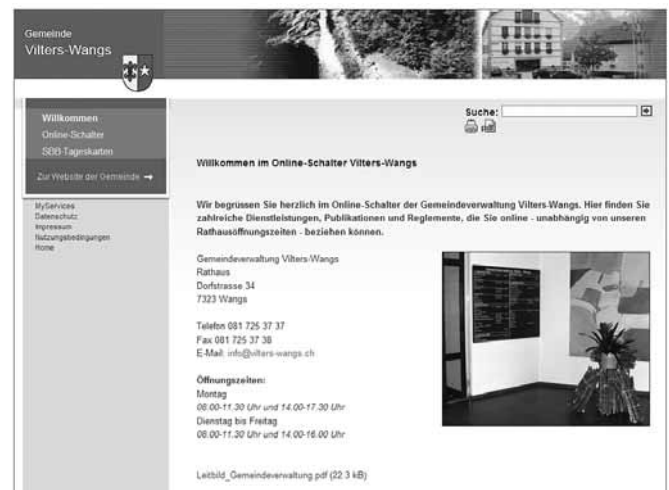 Gemeinde
Vilters-Wangs
Suche:
Willkommen
Online-Schalter
SBB-Tageskarten
Zur Website der Gemeinde
MyServices
Datenschutz
Impressum
Nutzungsbedingungen
Home
Willkommen im Online-Schalter Vilters-Wangs
Wir begrüssen Sie herzlich im Online-Schalter der Gemeindeverwaltung Vilters-Wangs. Hier finden Sie
zahlreiche Dienstleistungen, Publikationen und Reglemente, die Sie online - unabhängig von unseren
Rathausöffnungszeiten - beziehen können.
Gemeindeverwaltung Vilters-Wangs
Rathaus
Dorfstrasse 34
7323 Wangs
Telefon 081 725 37 37
Fax 081 725 37 38
E-Mail: info@vilters-wangs.ch
Öffnungszeiten:
Montag
08.00-11.30 Uhr und 14.00-17.30 Uhr
Dienstag bis Freitag
08.00-11.30 Uhr und 14.00-16.00 Uhr
Leitbild_Gemeindeverwaltung.pdf (22.3 kB)